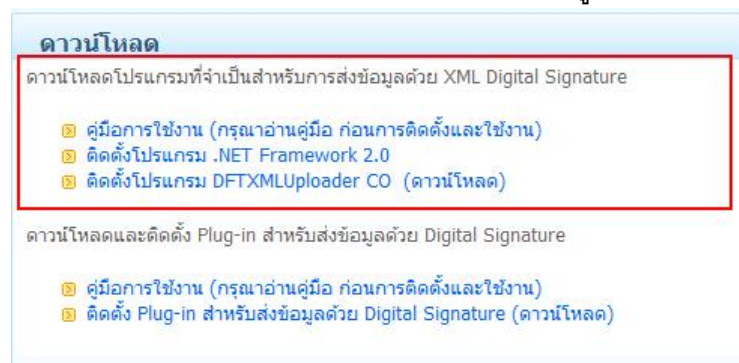 ดาวน์โหลด
ดาวน์โหลดโปรแกรมที่จำเป็นสำหรับการส่งข้อมูลด้วย XML Digital Signature
คู่มือการใช้งาน (กรุณาอ่านคู่มือ ก่อนการติดตั้งและใช้งาน)
ติดตั้งโปรแกรม .NET Framework 2.0
ติดตั้งโปรแกรม DFTXMLUploader CO (ดาวน์โหลด)
ดาวน์โหลดและติดตั้ง Plug-in สำหรับส่งข้อมูลด้วย Digital Signature
คู่มือการใช้งาน (กรุณาอ่านคู่มือ ก่อนการติดตั้งและใช้งาน)
ติดตั้ง Plug-in สำหรับส่งข้อมูลด้วย Digital Signature (ดาวน์โหลด)